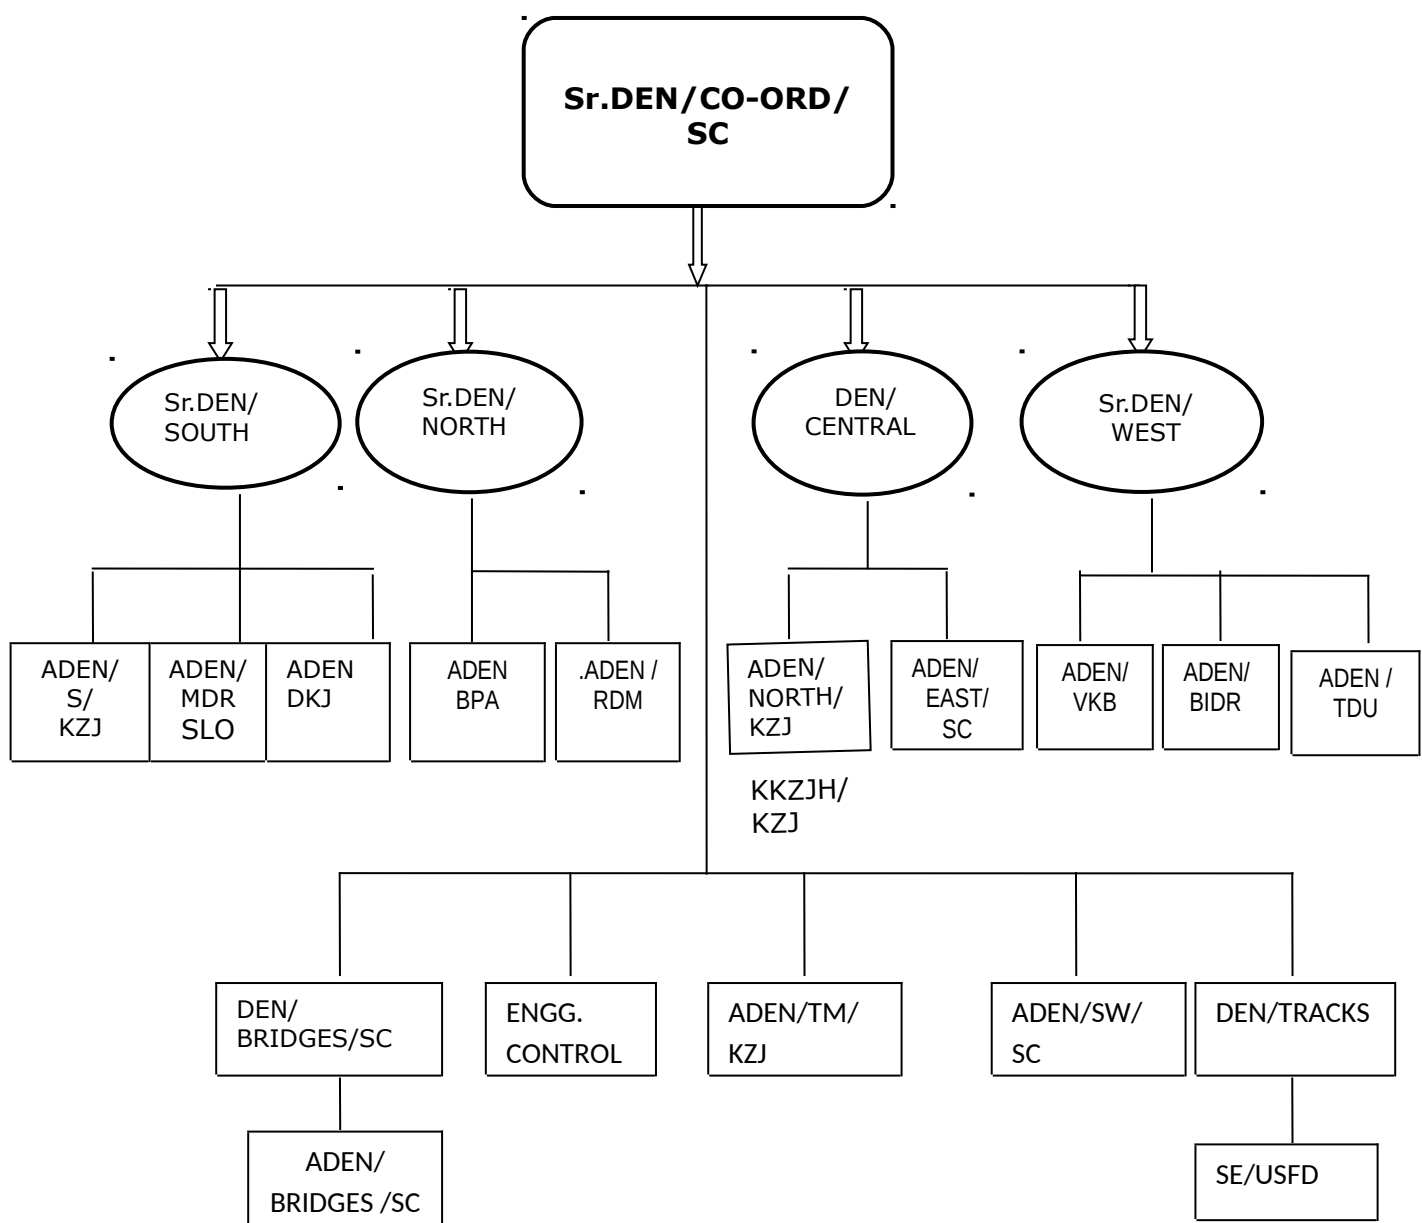 Sr.DEN/CO-ORD/
SC
Sr.DEN/
SOUTH
Sr.DEN/
NORTH
DEN/
CENTRAL
Sr.DEN/
WEST
ADEN/
S/
KZJ
ADEN/
MDR
SLO
ADEN
DKJ
ADEN
BPA
.ADEN /
RDM
ADEN/
NORTH/
KZJ
ADEN/
EAST/
SC
ADEN/
VKB
ADEN/
BIDR
ADEN /
TDU
KKZJH/
KZJ
DEN/
BRIDGES/SC
ENGG.
CONTROL
ADEN/TM/
KZJ
ADEN/SW/
SC
DEN/TRACKS
ADEN/
BRIDGES /SC
SE/USFD